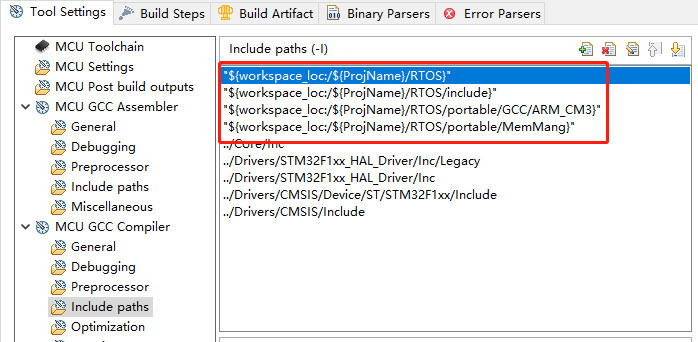 Tool Settings Build Steps Build Artifact Binary Parsers Error Parsers
MCU Toolchain
MCU Settings
MCU Post build outputs
MCU GCC Assembler
General
Debugging
Preprocessor
Include paths
Miscellaneous
MCU GCC Compiler
General
Debugging
Preprocessor
Include paths
Optimization
Include paths (-I)
"${workspace_loc:/${ProjName}/RTOS}"
"${workspace_loc:/${ProjName}/RTOS/include}"
"${workspace_loc:/${ProjName}/RTOS/portable/GCC/ARM_CM3}"
"${workspace_loc:/${ProjName}/RTOS/portable/MemMang}"
../Core/Inc
../Drivers/STM32F1xx_HAL_Driver/Inc/Legacy
../Drivers/STM32F1xx_HAL_Driver/Inc
../Drivers/CMSIS/Device/ST/STM32F1xx/Include
../Drivers/CMSIS/Include